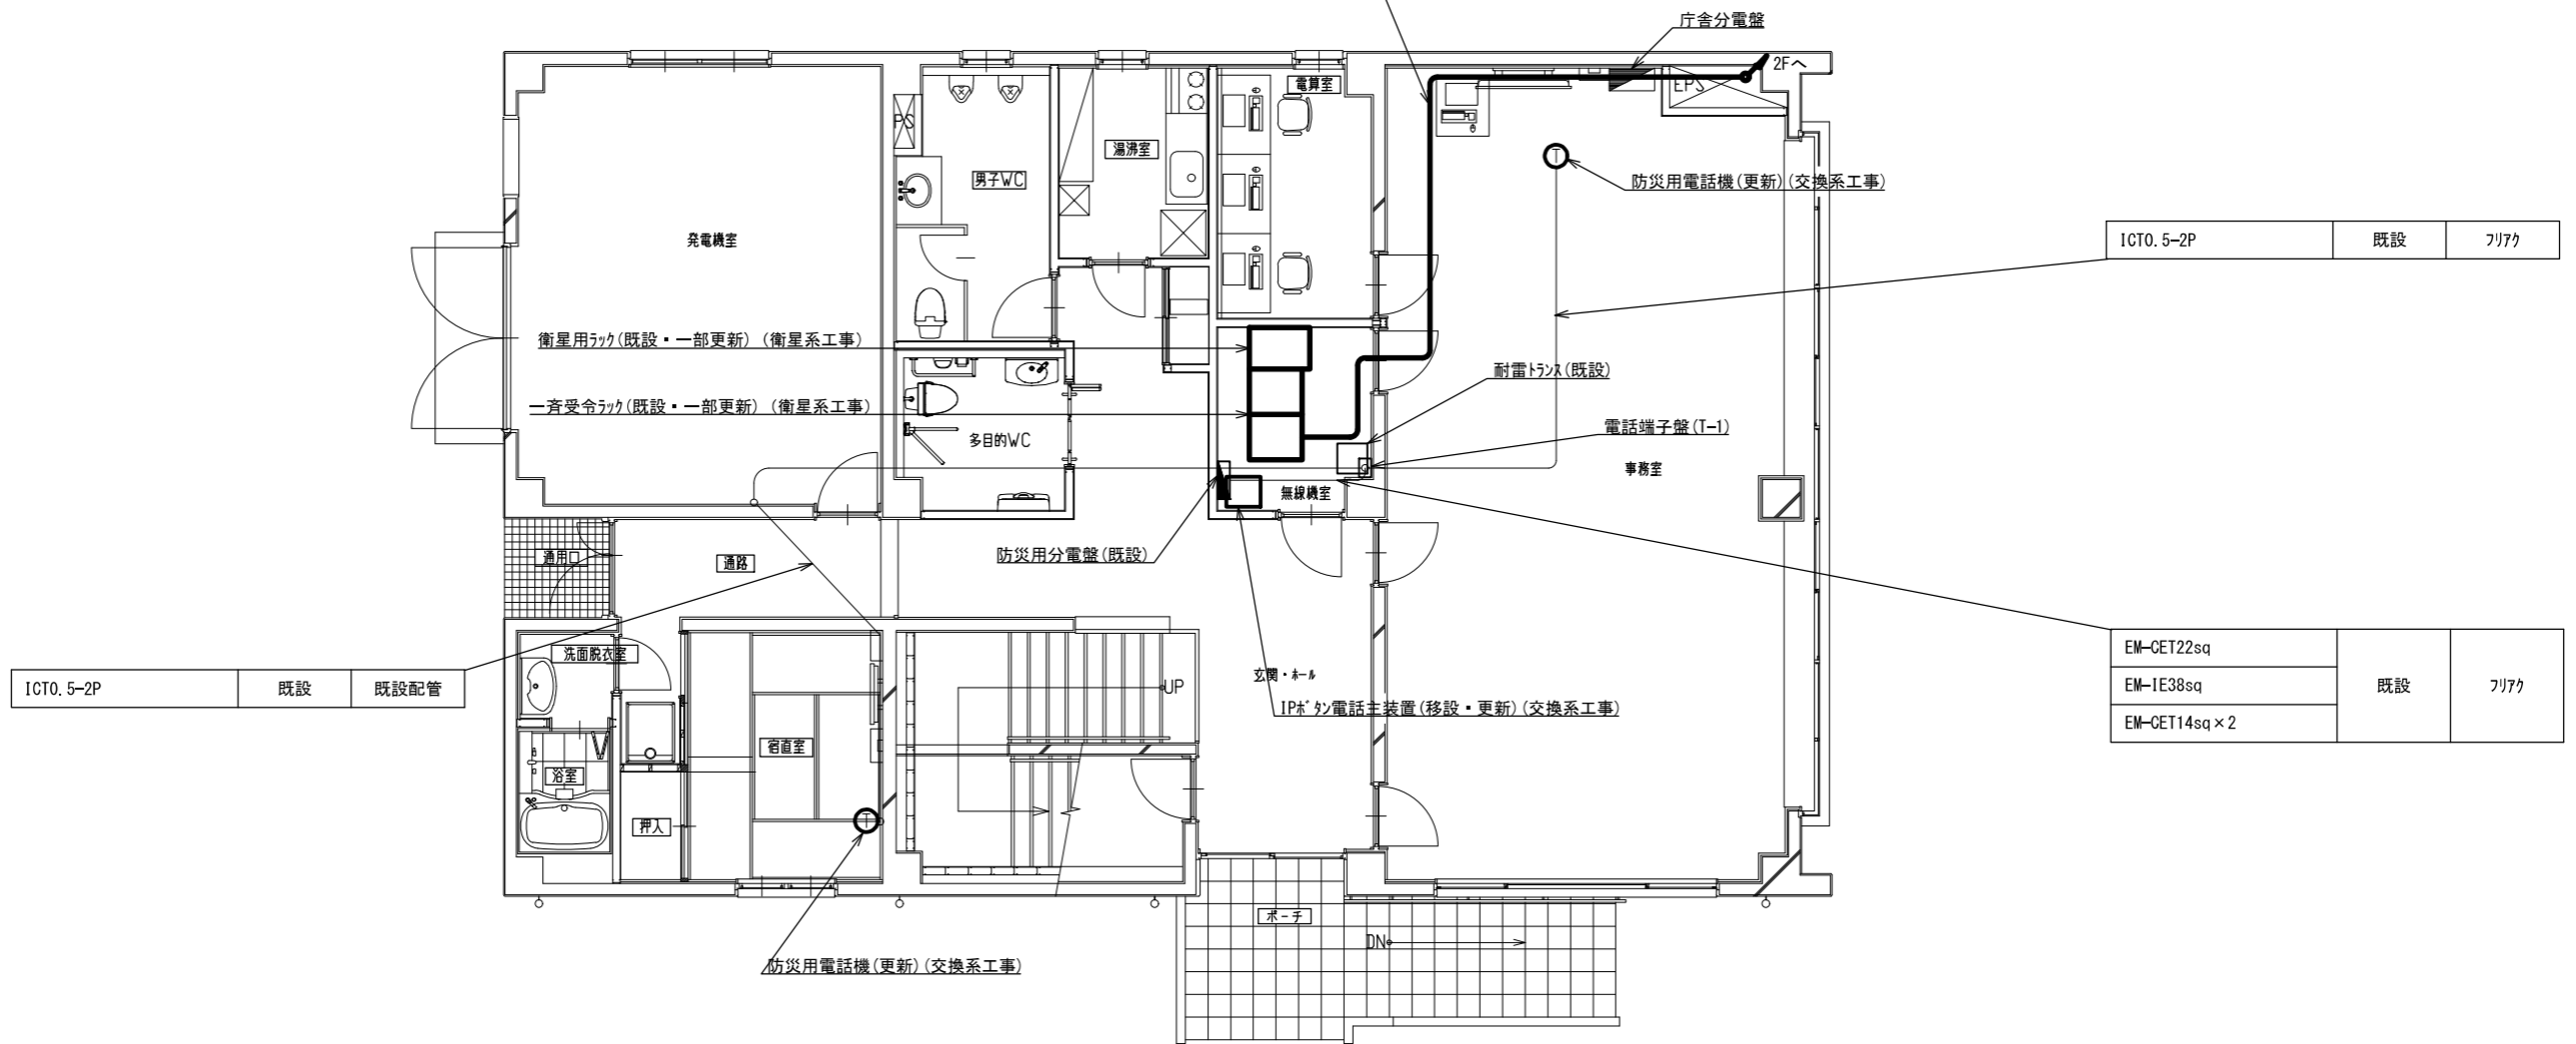 庁舎分電盤
2Fへ
電算室
EPS
PS
湯沸室
男子WC
T
防災用電話機(更新)(交換系工事)
発電機室
ICT0.5-2P 既設 フリアク
衛星用ラック(既設・一部更新)(衛星系工事)
耐雷トランス(既設)
一斉受令ラック(既設・一部更新)(衛星系工事)
電話端子盤(T-1)
多目的WC
事務室
無線機室
防災用分電盤(既設)
通用口
通路
洗面脱衣室
EM-CET22sq
EM-IE38sq 既設 フリアク
EM-CET14sq×2
ICT0.5-2P 既設 既設配管
玄関・ホール
UP
IPボタン電話主装置(移設・更新)(交換系工事)
宿直室
浴室
押入
T
ポーチ
DN
防災用電話機(更新)(交換系工事)